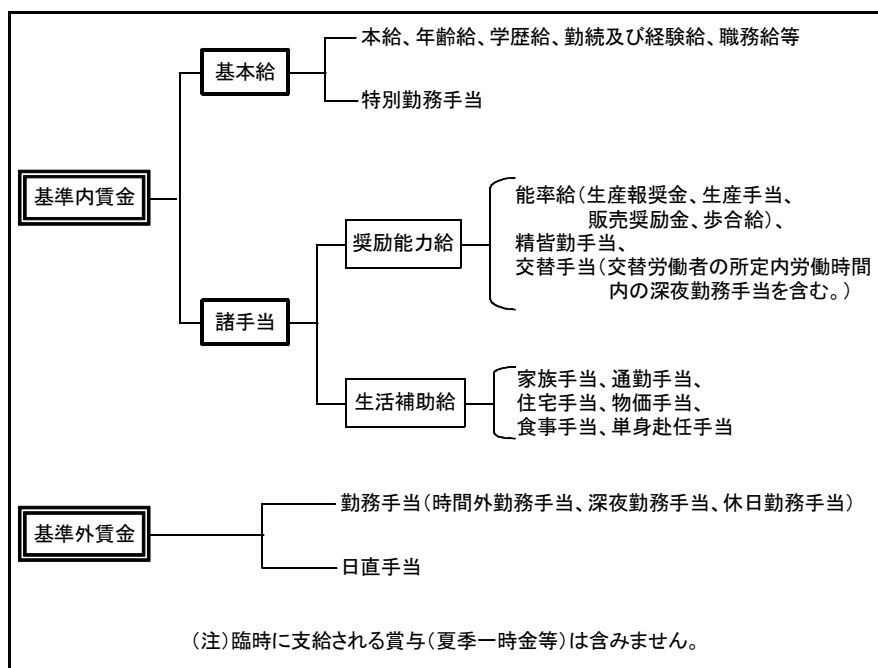 本給、年齢給、学歴給、勤続及び経験給、職務給等
基本給
特別勤務手当
基準内賃金
能率給（生産報奨金、生産手当、
販売奨励金、歩合給）、
奨励能力給
精皆勤手当、
交替手当（交替労働者の所定内労働時間
内の深夜勤務手当を含む。）
諸手当
家族手当、通勤手当、
生活補助給
住宅手当、物価手当、
食事手当、単身赴任手当
勤務手当（時間外勤務手当、深夜勤務手当、休日勤務手当）
基準外賃金
日直手当
（注）臨時に支給される賞与（夏季一時金等）は含みません。